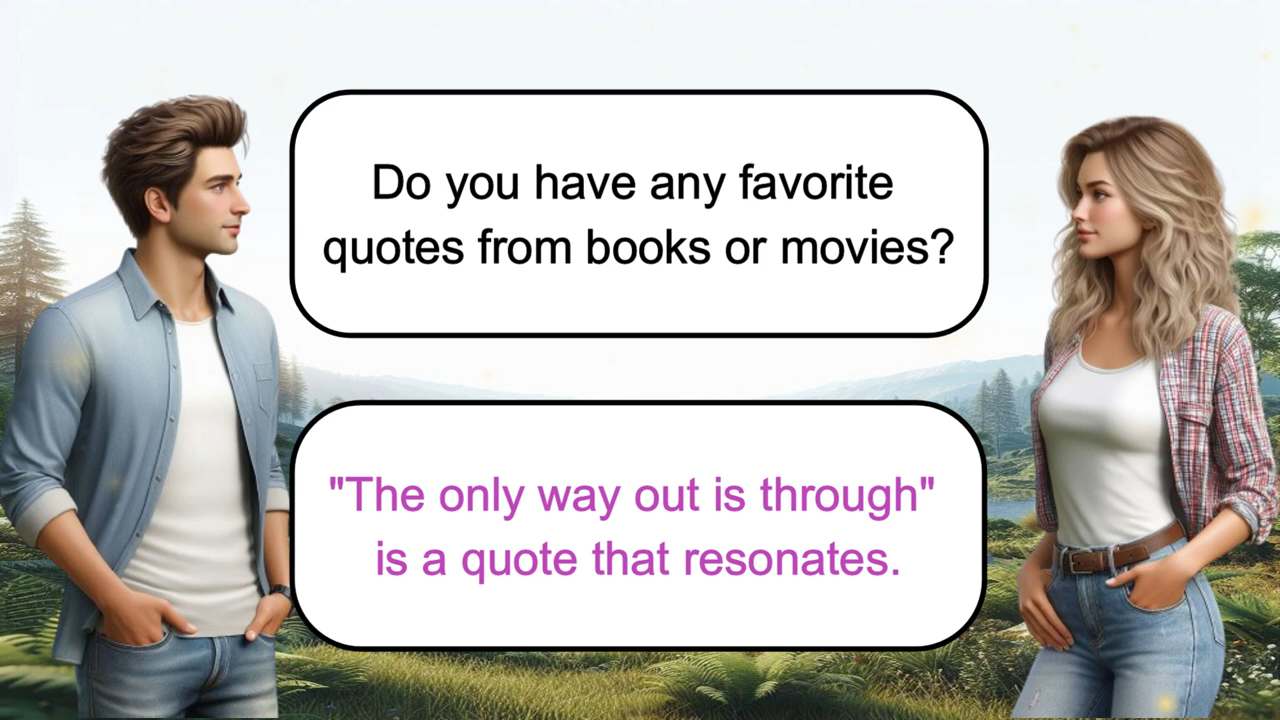 Do you have any favorite
quotes from books or movies?
"The only way out is through"
is a quote that resonates.